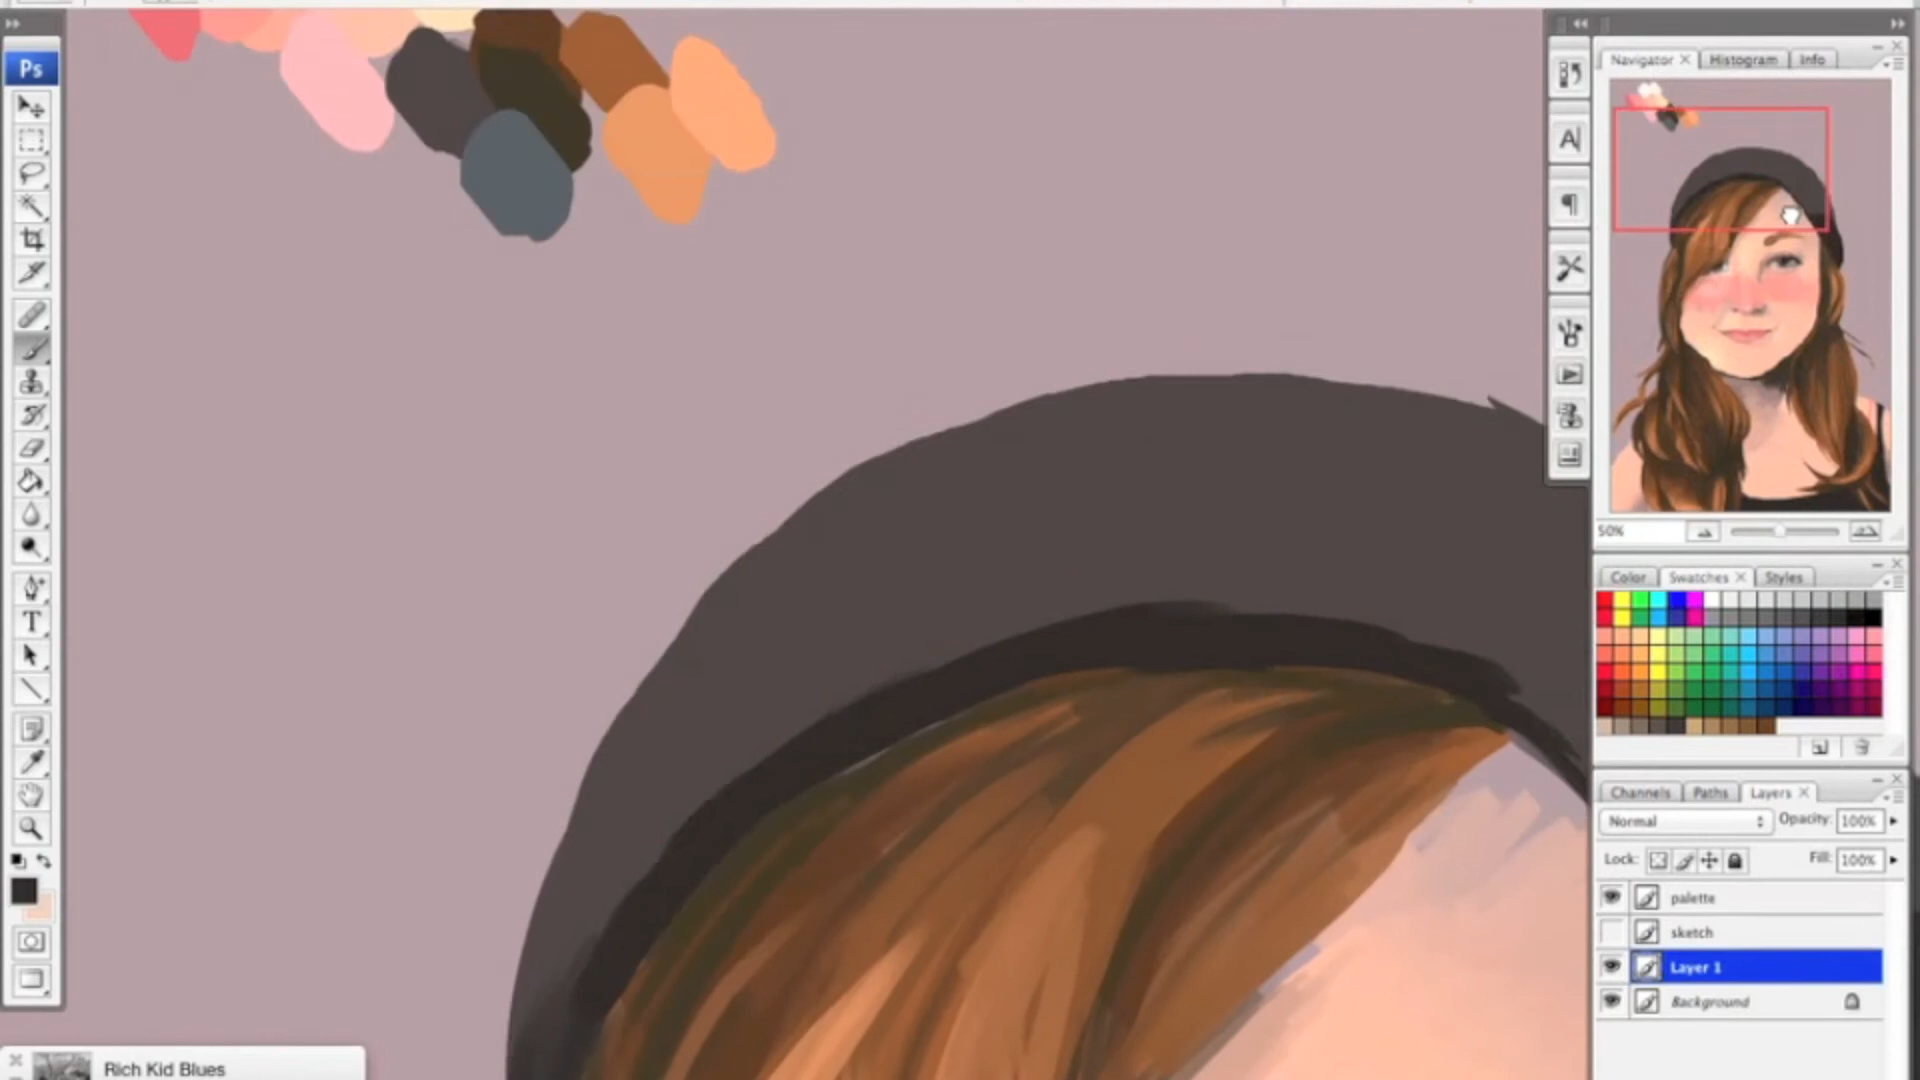 Ps
Navigator
Histogram
Info
A
¶
50%
Color
Swatches
Styles
T
Channels
Paths
Layers
Normal
Opacity: 100%
Lock:
Fill: 100%
palette
sketch
Layer 1
Background
Rich Kid Blues